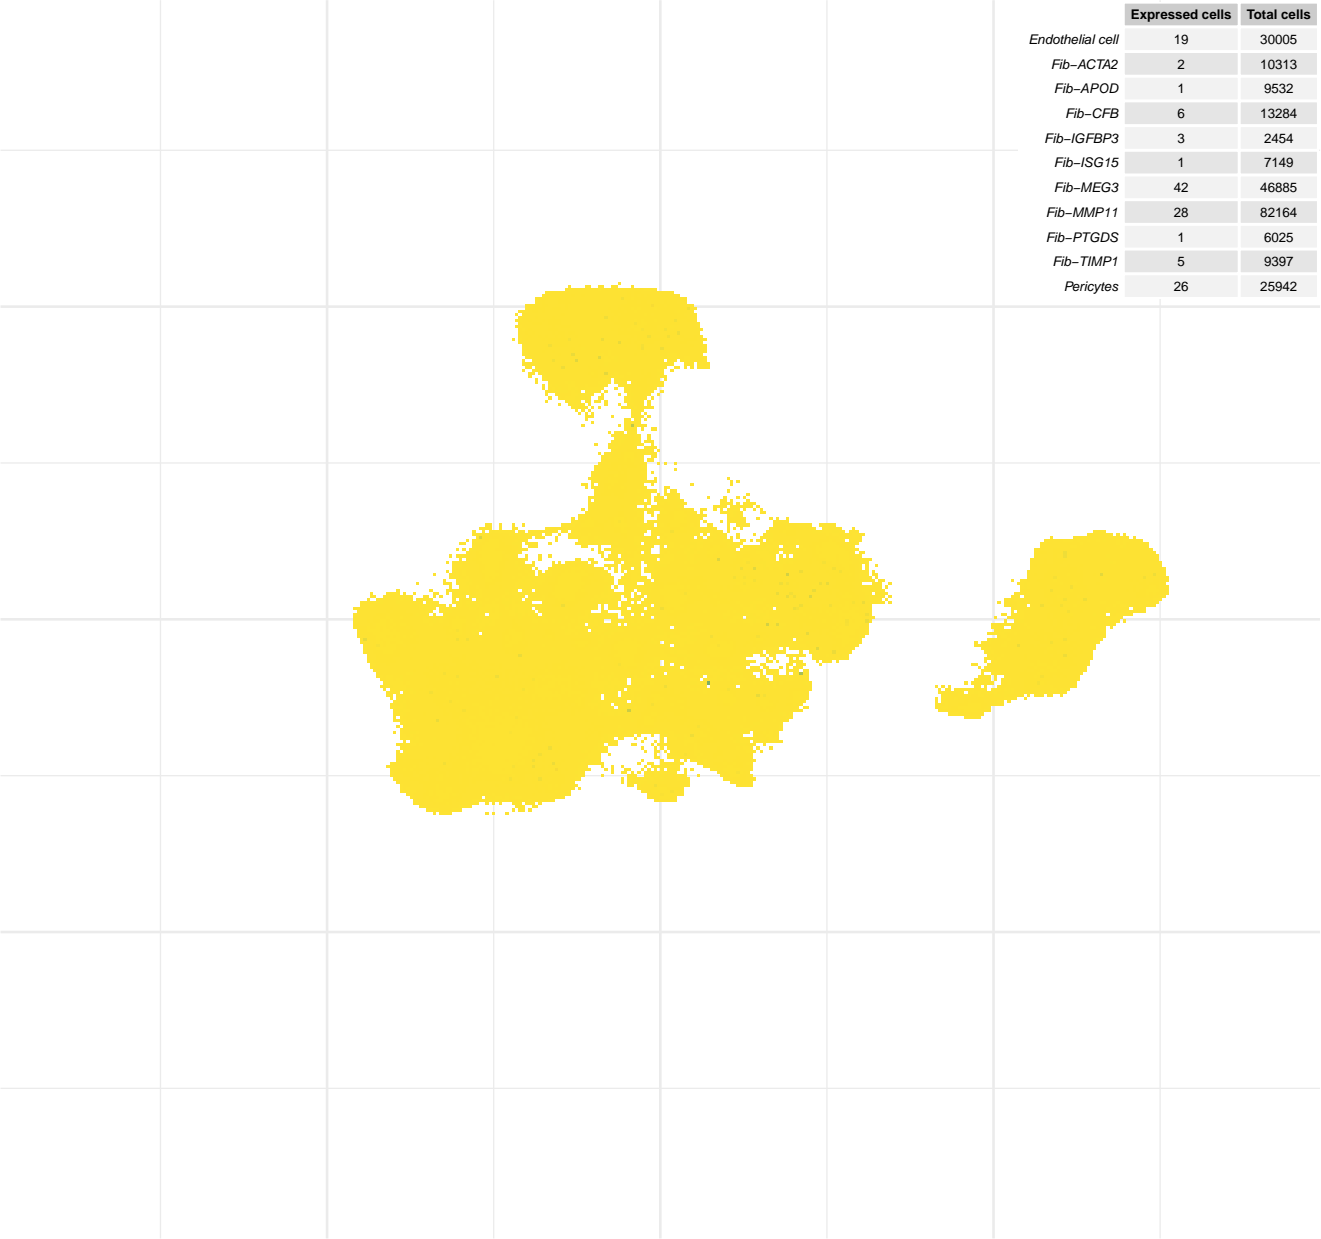 Expressed cells Total cells
Endothelial cell 19 30005
Fib−ACTA2 2 10313
Fib−APOD 1 9532
Fib−CFB 6 13284
Fib−IGFBP3 3 2454
Fib−ISG15 1 7149
Fib−MEG3 42 46885
Fib−MMP11 28 82164
Fib−PTGDS 1 6025
Fib−TIMP1 5 9397
Pericytes 26 25942